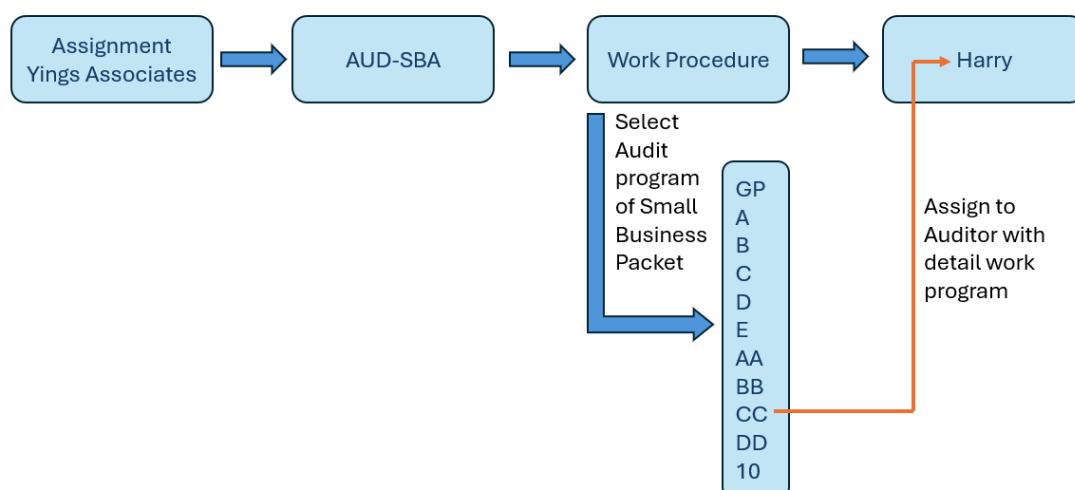 Assignment
Yings Associates
AUD-SBA
Work Procedure
Harry
Select
Audit
program
of Small
Business
Packet
GP
A
B
C
D
E
AA
BB
CC
DD
10
Assign to
Auditor with
detail work
program